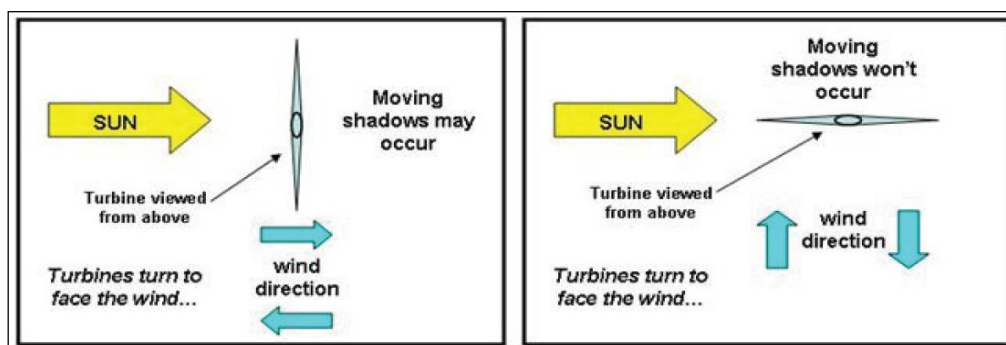 SUN
Moving
shadows may
occur
Turbine viewed
from above
wind
direction
Turbines turn to
face the wind...
Moving
shadows won't
occur
SUN
Turbine viewed
from above
wind
direction
Turbines turn to
face the wind...